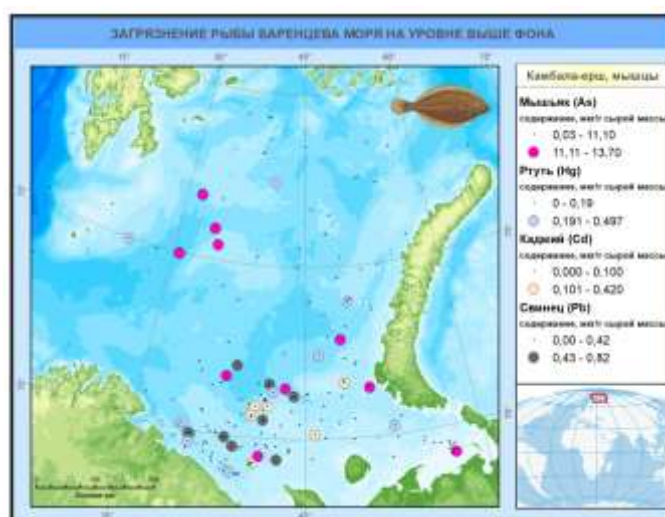 ЗАГРЯЗНЕНИЕ РЫБЫ БАРЕНЦЕВА МОРЯ НА УРОВНЕ ВЫШЕ ФОНА
Камбала-ерш, мышцы
Мышьяк (As)
содержание, мкг/г сырой массы
0,03 - 11,10
11,11 - 13,70
Ртуть (Hg)
содержание, мкг/г сырой массы
0 - 0,19
0,191 - 0,497
Кадмий (Cd)
содержание, мкг/г сырой массы
0,000 - 0,100
0,101 - 0,420
Свинец (Pb)
содержание, мкг/г сырой массы
0,00 - 0,42
0,43 - 0,82